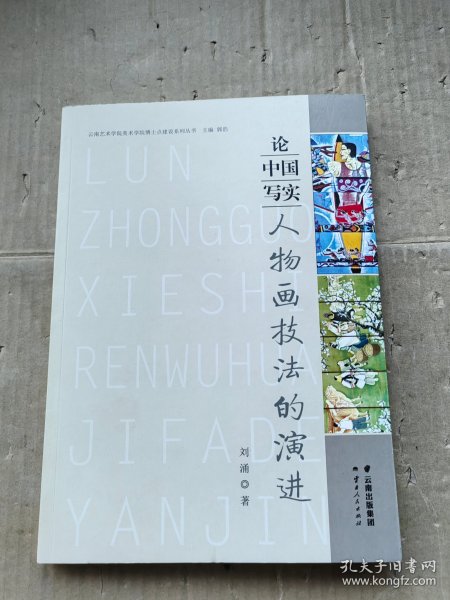 云南艺术学院美术学院博士点建设系列丛书 主编 郭浩
论
中国
写实
人物画技法的演进
LUN
ZHONGGUO
XIESHI
RENWUHUA
JIFADE
YANJIN
刘涌◎著
云南出版集团
云南人民出版社
孔夫子旧书网
www.kongfz.com